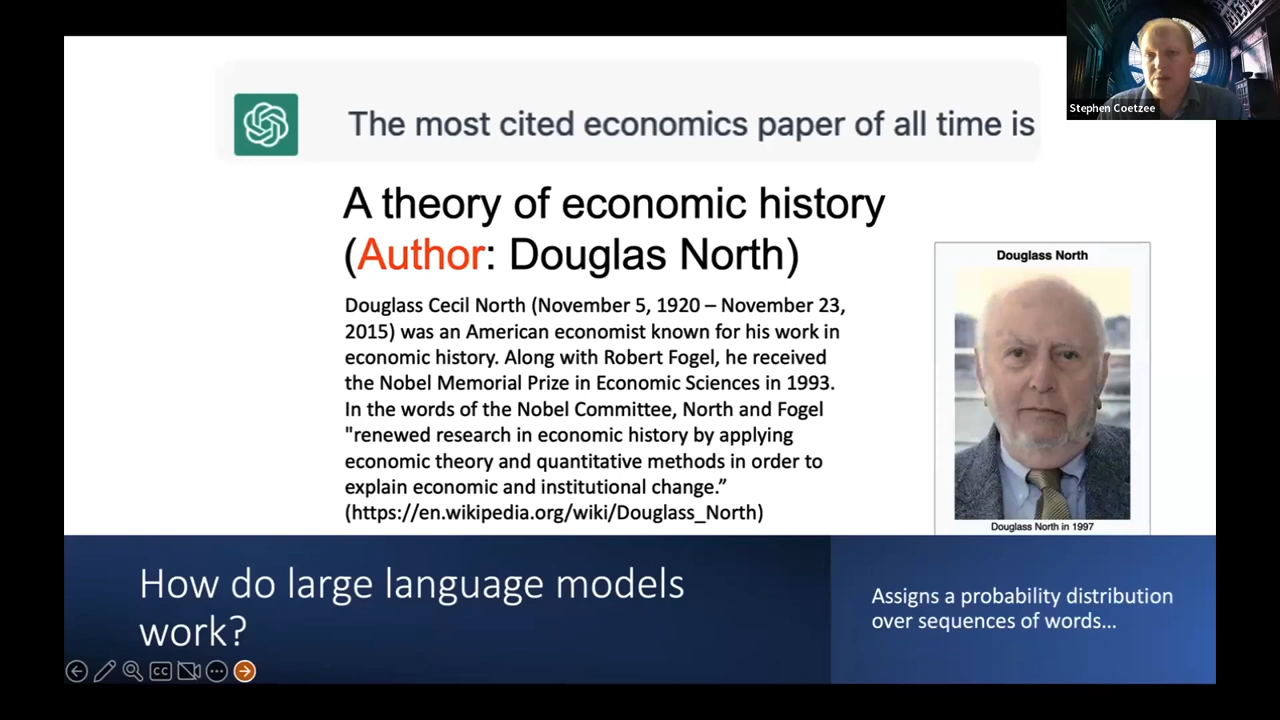 Stephen Coetzee
The most cited economics paper of all time is
A theory of economic history
(Author: Douglas North)
Douglass Cecil North (November 5, 1920 – November 23,
2015) was an American economist known for his work in
economic history. Along with Robert Fogel, he received
the Nobel Memorial Prize in Economic Sciences in 1993.
In the words of the Nobel Committee, North and Fogel
"renewed research in economic history by applying
economic theory and quantitative methods in order to
explain economic and institutional change.”
(https://en.wikipedia.org/wiki/Douglass_North)
Douglass North
Douglass North in 1997
How do large language models
work?
Assigns a probability distribution
over sequences of words...
CC